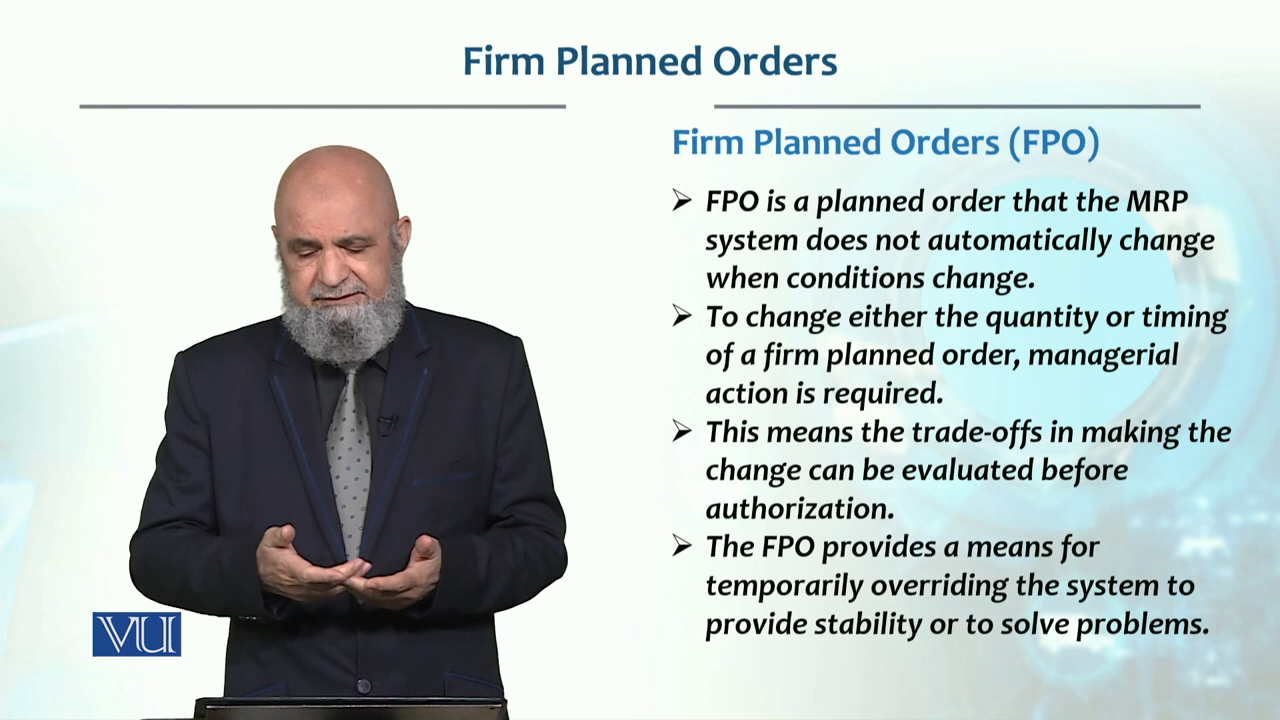 Firm Planned Orders
Firm Planned Orders (FPO)
➢ FPO is a planned order that the MRP
system does not automatically change
when conditions change.
➢ To change either the quantity or timing
of a firm planned order, managerial
action is required.
➢ This means the trade-offs in making the
change can be evaluated before
authorization.
➢ The FPO provides a means for
temporarily overriding the system to
provide stability or to solve problems.
VU